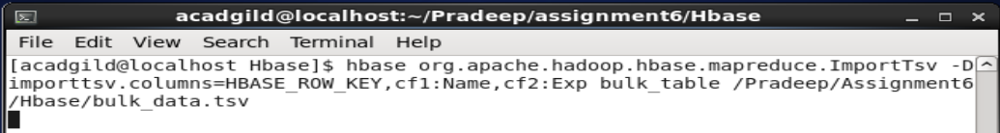 acadgild@localhost:~/Pradeep/assignment6/Hbase
File Edit View Search Terminal Help
[acadgild@localhost Hbase]$ hbase org.apache.hadoop.hbase.mapreduce.ImportTsv -D
importtsv.columns=HBASE_ROW_KEY,cf1:Name,cf2:Exp bulk_table /Pradeep/Assignment6
/Hbase/bulk_data.tsv